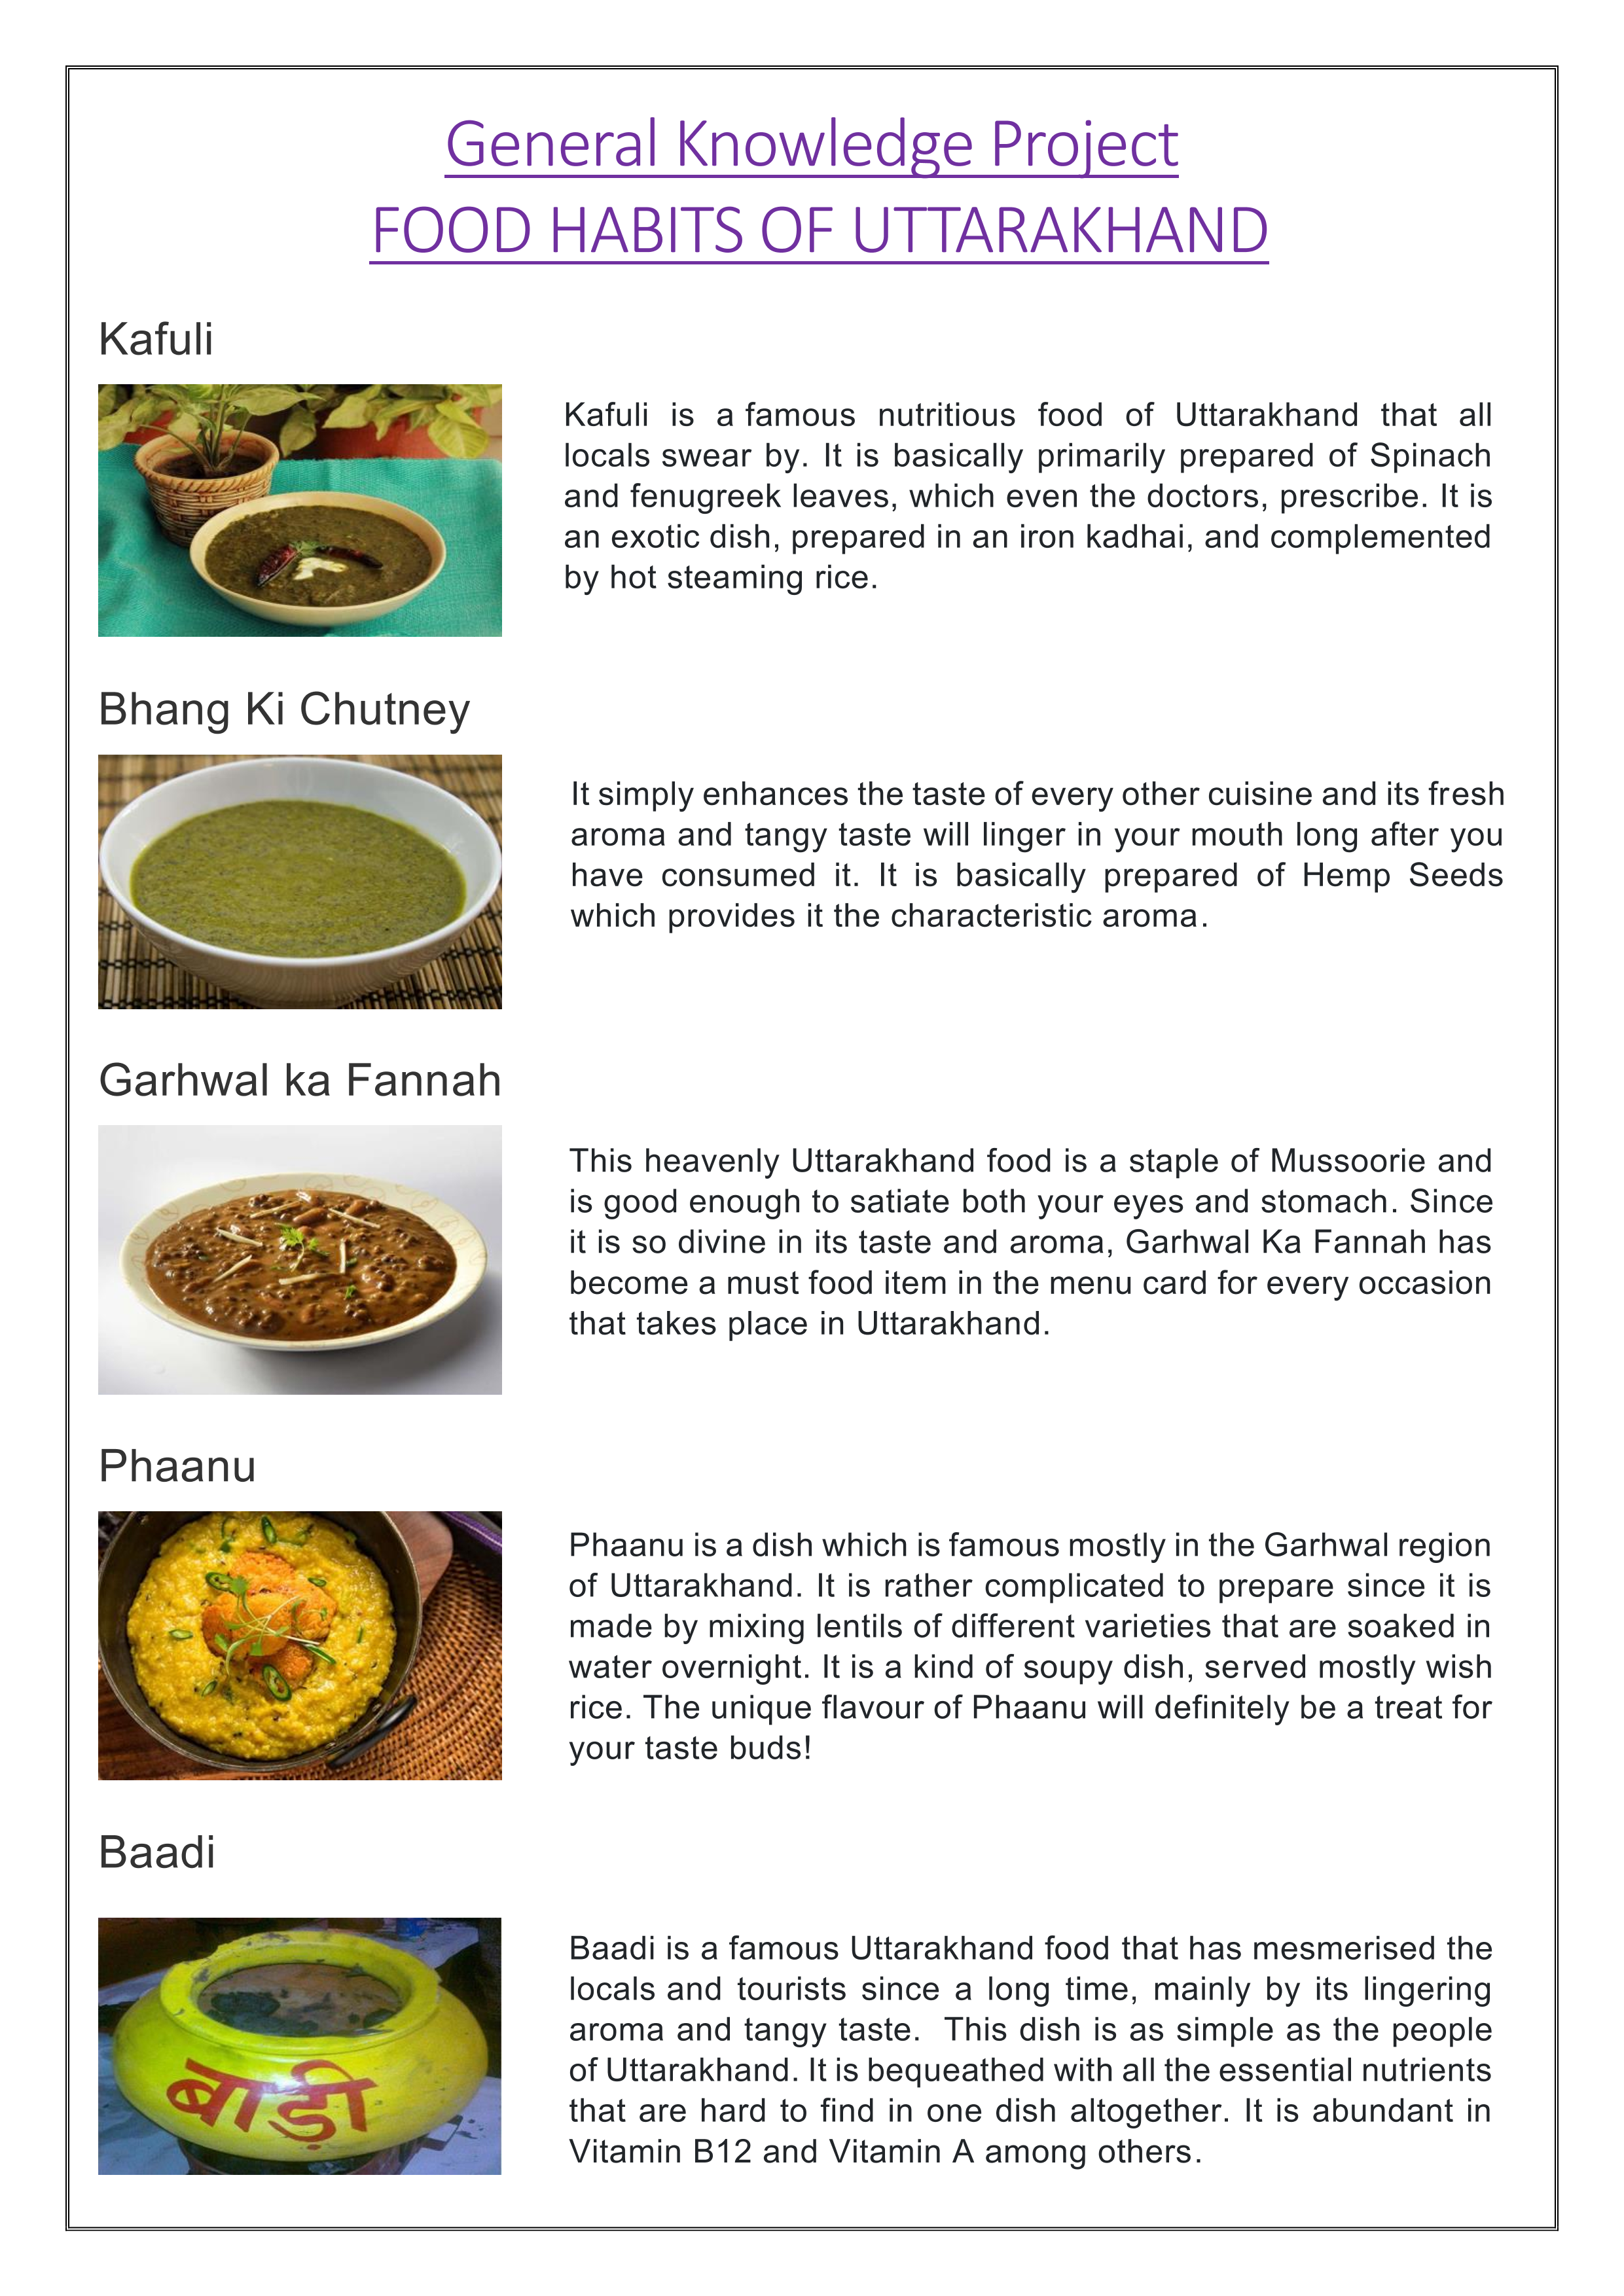 General Knowledge Project
FOOD HABITS OF UTTARAKHAND
Kafuli
Kafuli is a famous nutritious food of Uttarakhand that all
locals swear by. It is basically primarily prepared of Spinach
and fenugreek leaves, which even the doctors, prescribe. It is
an exotic dish, prepared in an iron kadhai, and complemented
by hot steaming rice.
Bhang Ki Chutney
It simply enhances the taste of every other cuisine and its fresh
aroma and tangy taste will linger in your mouth long after you
have consumed it. It is basically prepared of Hemp Seeds
which provides it the characteristic aroma.
Garhwal ka Fannah
This heavenly Uttarakhand food is a staple of Mussoorie and
is good enough to satiate both your eyes and stomach. Since
it is so divine in its taste and aroma, Garhwal Ka Fannah has
become a must food item in the menu card for every occasion
that takes place in Uttarakhand.
Phaanu
Phaanu is a dish which is famous mostly in the Garhwal region
of Uttarakhand. It is rather complicated to prepare since it is
made by mixing lentils of different varieties that are soaked in
water overnight. It is a kind of soupy dish, served mostly wish
rice. The unique flavour of Phaanu will definitely be a treat for
your taste buds!
Baadi
बाड़ी
Baadi is a famous Uttarakhand food that has mesmerised the
locals and tourists since a long time, mainly by its lingering
aroma and tangy taste.  This dish is as simple as the people
of Uttarakhand. It is bequeathed with all the essential nutrients
that are hard to find in one dish altogether. It is abundant in
Vitamin B12 and Vitamin A among others.